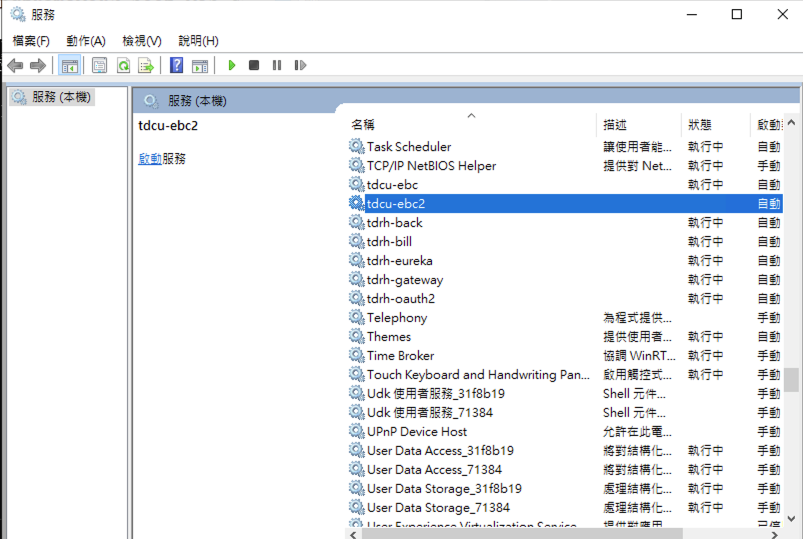 服務
檔案(F) 動作(A) 檢視(V) 說明(H)
服務 (本機)
服務 (本機)
tdcu-ebc2
啟動服務
名稱 描述 狀態 啟動
Task Scheduler 讓使用者能... 執行中 自動
TCP/IP NetBIOS Helper 提供對 Net... 執行中 手動
tdcu-ebc 執行中 自動
tdcu-ebc2 自動
tdrh-back 執行中 自動
tdrh-bill 執行中 自動
tdrh-eureka 執行中 自動
tdrh-gateway 執行中 自動
tdrh-oauth2 執行中 自動
Telephony 為程式提供... 手動
Themes 提供使用者... 執行中 自動
Time Broker 協調 WinRT... 執行中 手動
Touch Keyboard and Handwriting Pan... 啟用觸控式... 執行中 手動
Udk 使用者服務_31f8b19 Shell 元件... 手動
Udk 使用者服務_71384 Shell 元件... 手動
UPnP Device Host 允許在此電... 手動
User Data Access_31f8b19 將對結構化... 執行中 手動
User Data Access_71384 將對結構化... 執行中 手動
User Data Storage_31f8b19 處理結構化... 執行中 手動
User Data Storage_71384 處理結構化... 執行中 手動
User Experience Virtualization Service 提供對應用...